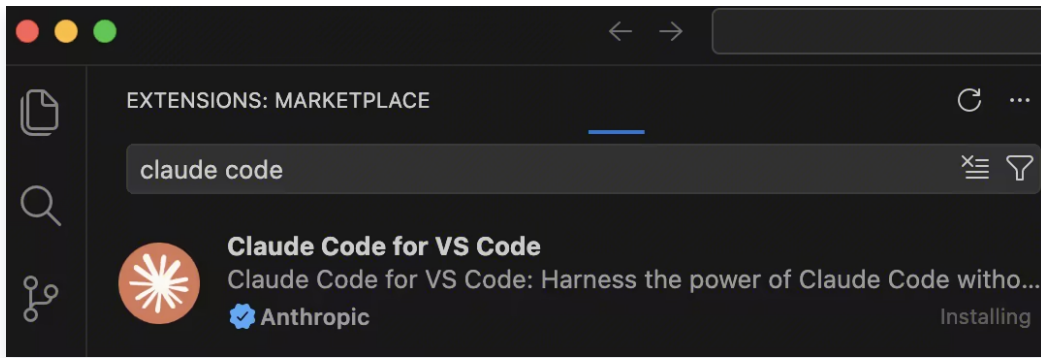 EXTENSIONS: MARKETPLACE
claude code
Claude Code for VS Code
Claude Code for VS Code: Harness the power of Claude Code witho...
Anthropic
Installing